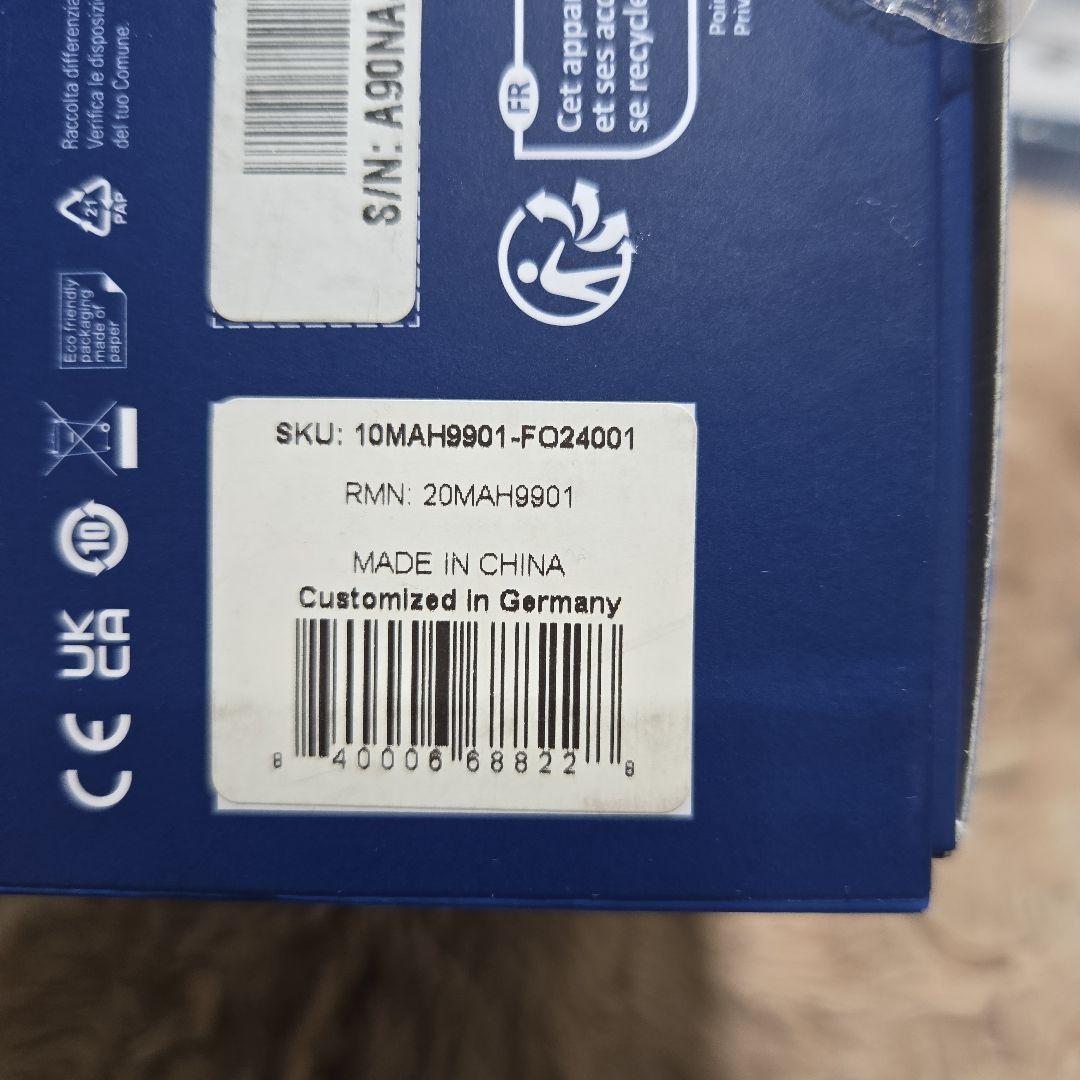 SKU: 10MAH9901-FO24001
RMN: 20MAH9901
MADE IN CHINA
Customized in Germany
8 40006 68822 8
S/N: A90NA
FR
Cet appar
et ses acc
se recycle
Poin
Priv
Raccolta differenzia
Verifica le disposizi
del tuo Comune.
21
PAP
Eco friendly
packaging
made of
paper
10
UK
CA
CE